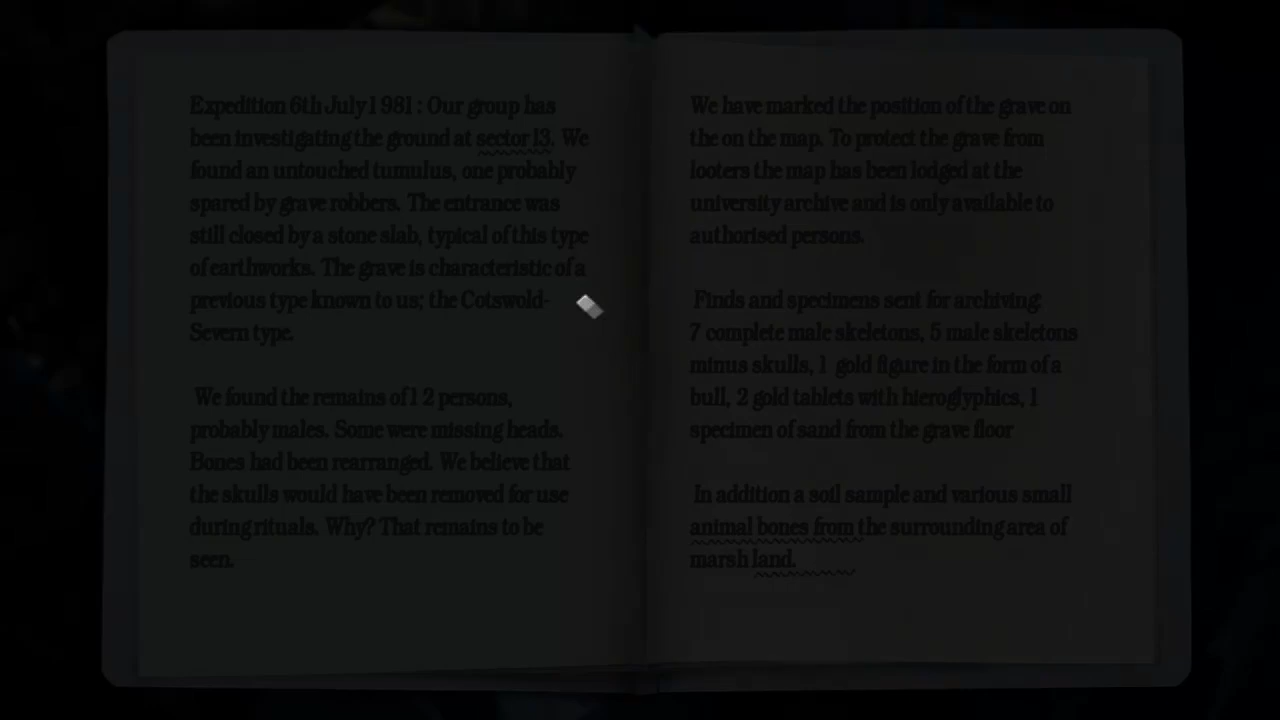 Expedition 6th July 1981: Our group has
been investigating the ground at sector 13. We
found an untouched tumulus, one probably
spared by grave robbers. The entrance was
still closed by a stone slab, typical of this type
of earthworks. The grave is characteristic of a
previous type known to us; the Cotswold-
Severn type.
We found the remains of 12 persons,
probably males. Some were missing heads.
Bones had been rearranged. We believe that
the skulls would have been removed for use
during rituals. Why? That remains to be
seen.
We have marked the position of the grave on
the on the map. To protect the grave from
looters the map has been lodged at the
university archive and is only available to
authorised persons.
Finds and specimens sent for archiving:
7 complete male skeletons, 5 male skeletons
minus skulls, 1 gold figure in the form of a
bull, 2 gold tablets with hieroglyphics, 1
specimen of sand from the grave floor
In addition a soil sample and various small
animal bones from the surrounding area of
marsh land.